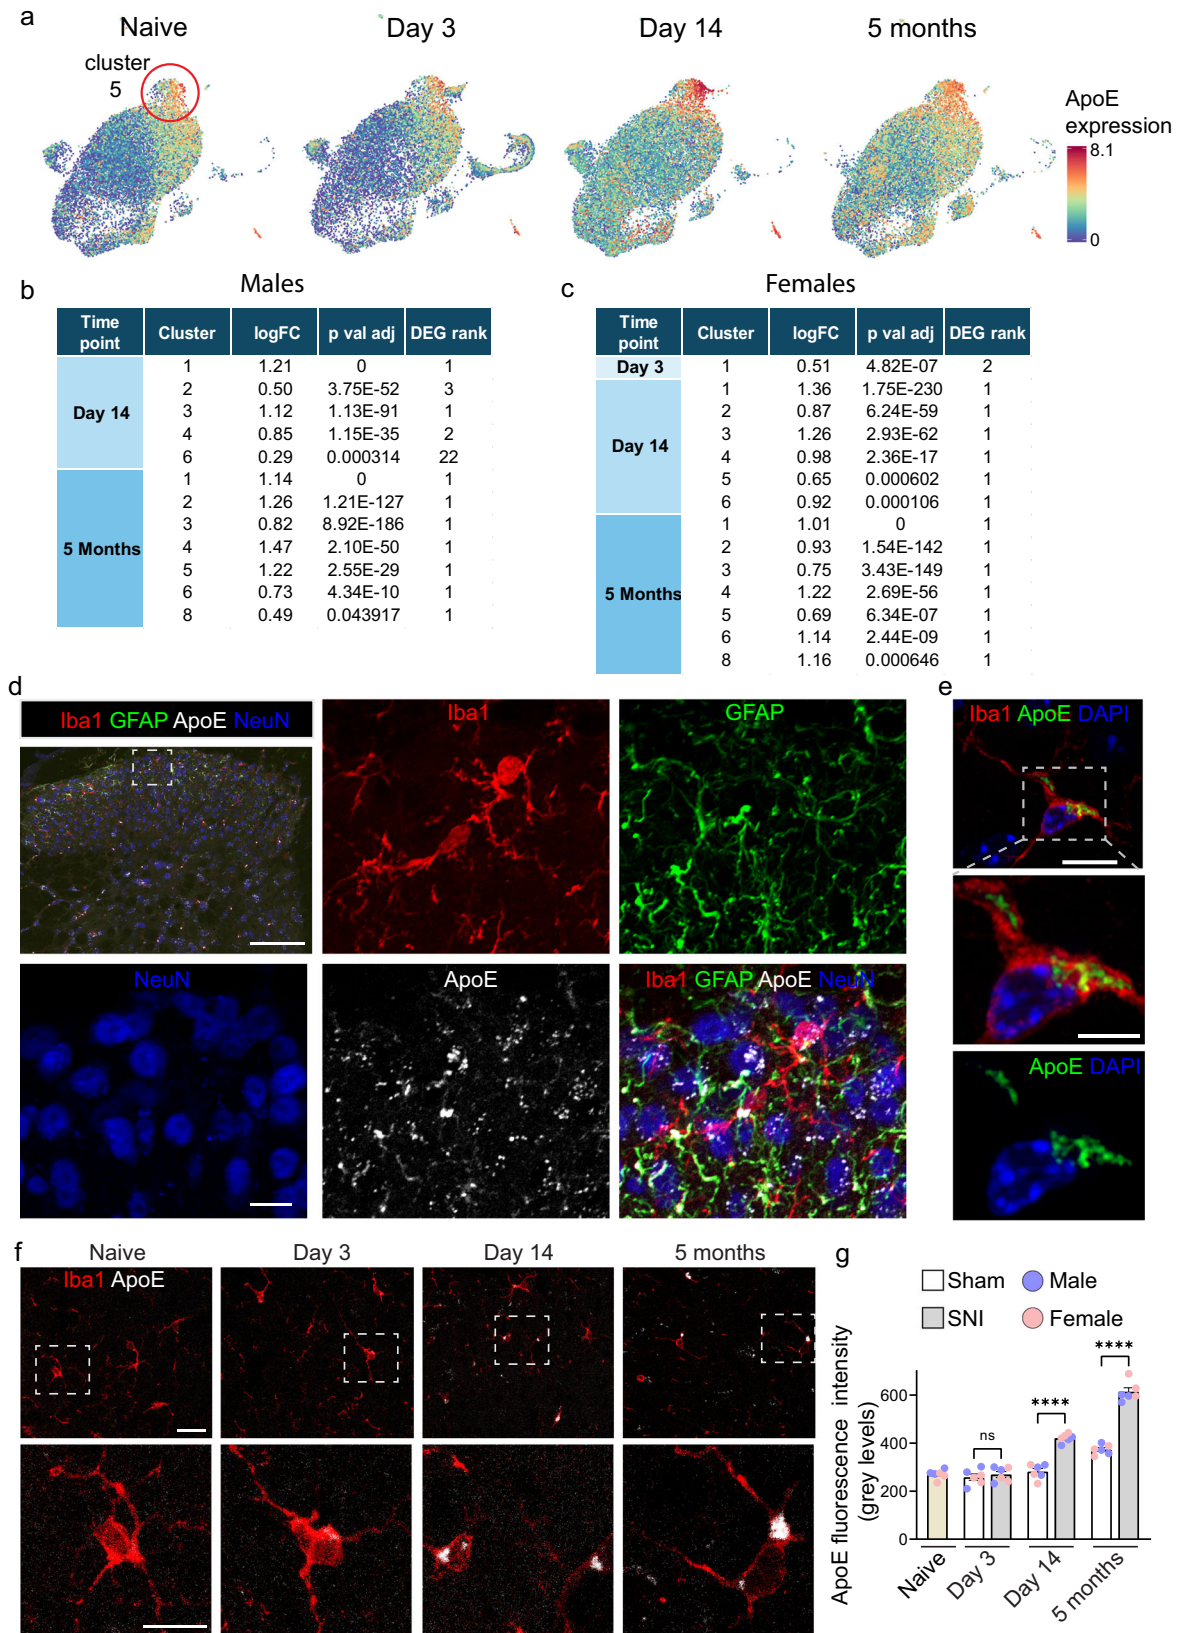 a
Naive
Day 3
Day 14
5 months
cluster
5
ApoE
expression
8.1
0
b
Males
Time point Cluster logFC p val adj DEG rank
Day 14
1 1.21 0 1
2 0.50 3.75E-52 3
3 1.12 1.13E-91 1
4 0.85 1.15E-35 2
6 0.29 0.000314 22
5 Months
1 1.14 0 1
2 1.26 1.21E-127 1
3 0.82 8.92E-186 1
4 1.47 2.10E-50 1
5 1.22 2.55E-29 1
6 0.73 4.34E-10 1
8 0.49 0.043917 1
c
Females
Time point Cluster logFC p val adj DEG rank
Day 3 1 0.51 4.82E-07 2
Day 14
1 1.36 1.75E-230 1
2 0.87 6.24E-59 1
3 1.26 2.93E-62 1
4 0.98 2.36E-17 1
5 0.65 0.000602 1
6 0.92 0.000106 1
5 Months
1 1.01 0 1
2 0.93 1.54E-142 1
3 0.75 3.43E-149 1
4 1.22 2.69E-56 1
5 0.69 6.34E-07 1
6 1.14 2.44E-09 1
8 1.16 0.000646 1
d
Iba1 GFAP ApoE NeuN
Iba1
GFAP
NeuN
ApoE
Iba1 GFAP ApoE NeuN
e
Iba1 ApoE DAPI
ApoE DAPI
f
Naive
Day 3
Day 14
5 months
Iba1 ApoE
g
Sham
Male
SNI
Female
ApoE fluorescence intensity
(grey levels)
600
400
200
0
ns
****
****
Naive
Day 3
Day 14
5 months